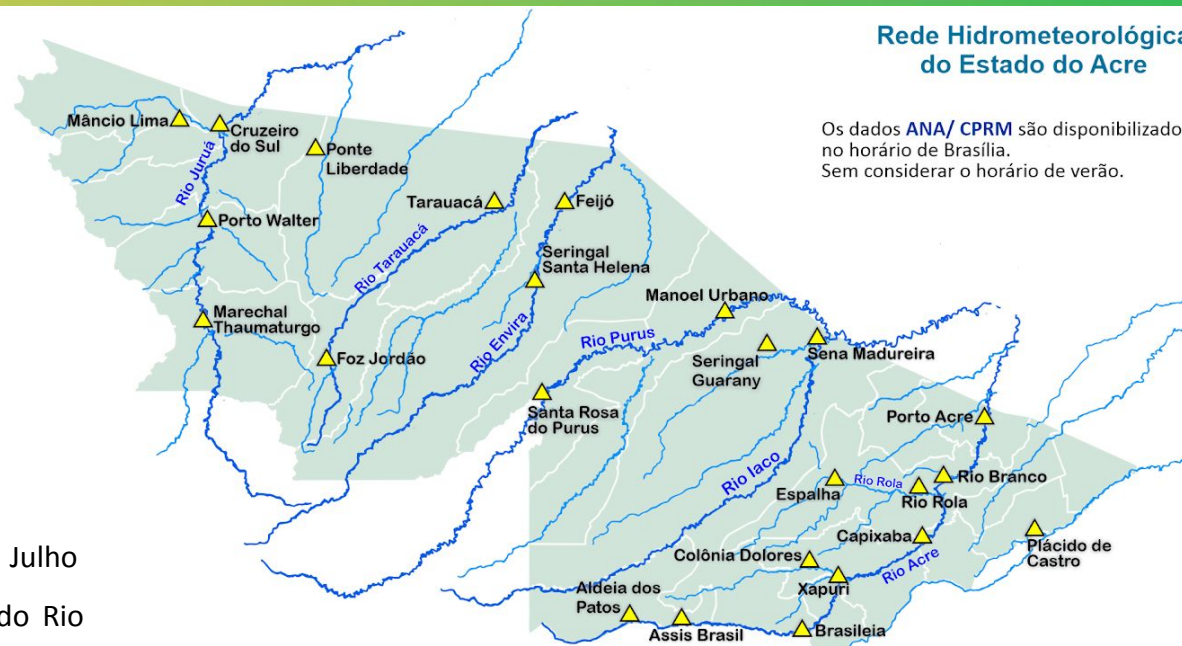 Rede Hidrometeorológica
do Estado do Acre
Os dados ANA/ CPRM são disponibilizado
no horário de Brasília.
Sem considerar o horário de verão.
Mâncio Lima
Cruzeiro
do Sul
Ponte
Liberdade
Rio Juruá
Porto Walter
Tarauacá
Feijó
Rio Tarauacá
Seringal
Santa Helena
Marechal
Thaumaturgo
Foz Jordão
Rio Envira
Manoel Urbano
Rio Purus
Seringal
Guarany
Sena Madureira
Santa Rosa
do Purus
Porto Acre
Rio Iaco
Espalha
Rio Rola
Rio Rola
Rio Branco
Capixaba
Plácido de
Castro
Colônia Dolores
Rio Acre
Xapuri
Aldeia dos
Patos
Assis Brasil
Brasileia
Julho
do Rio